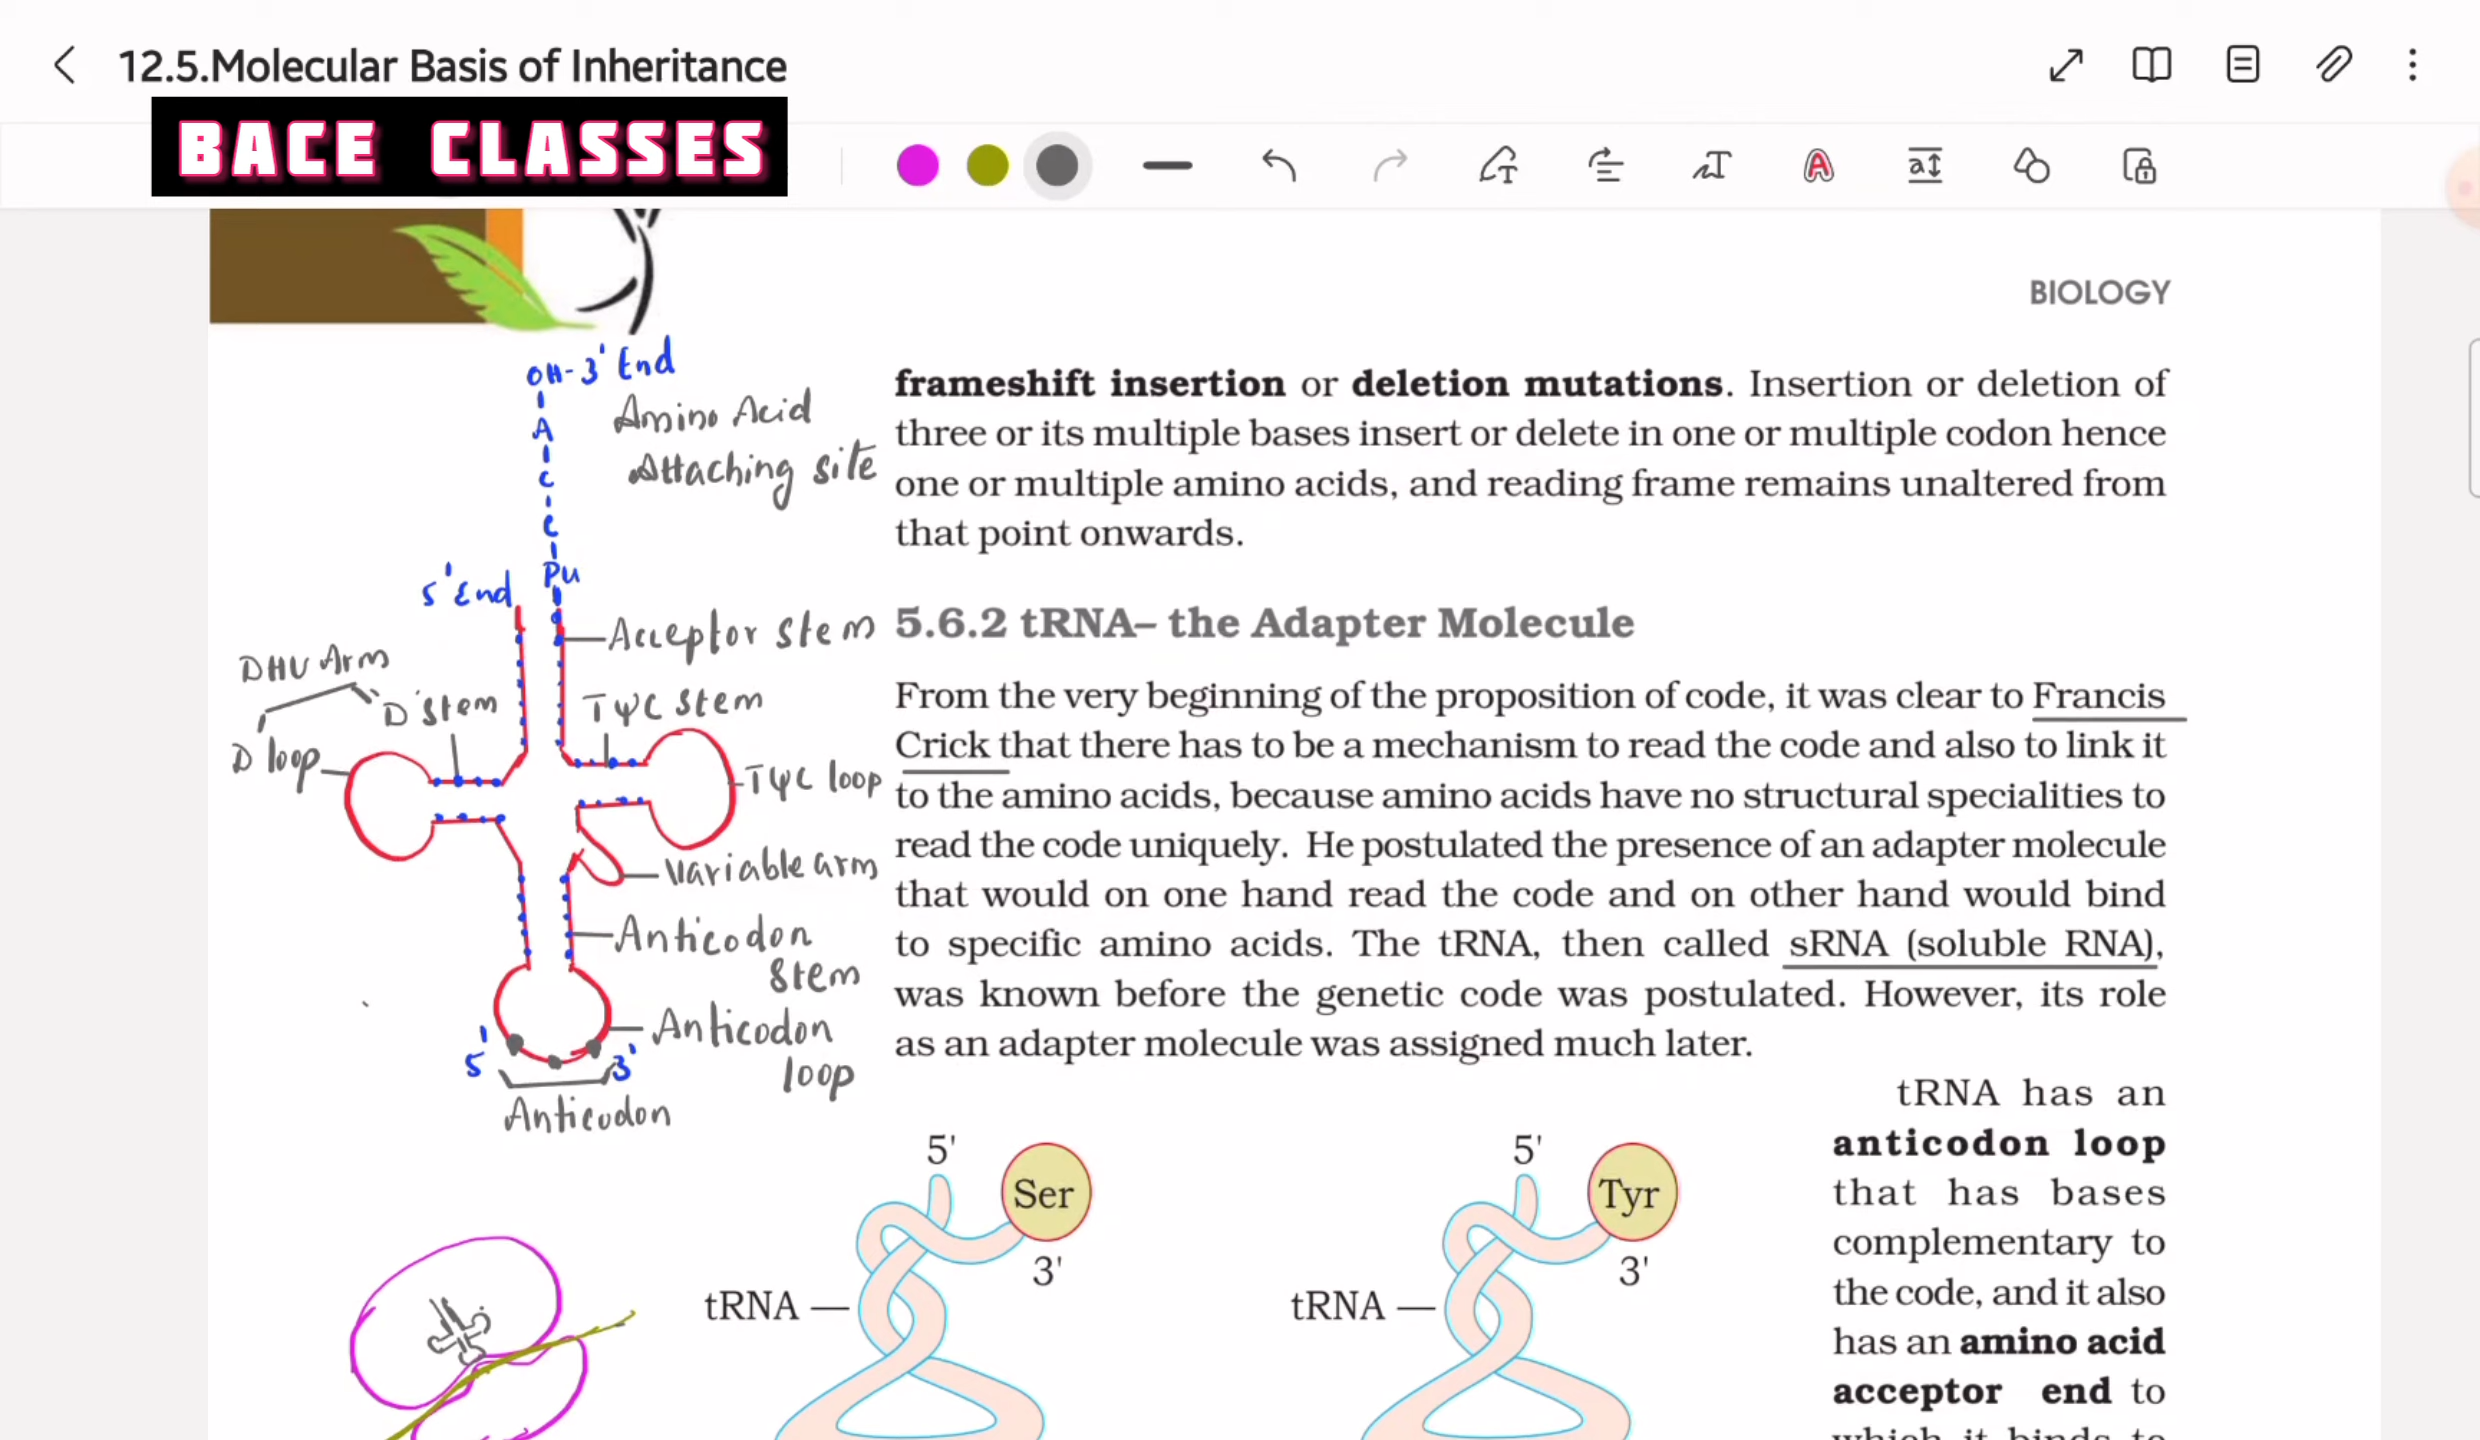 12.5.Molecular Basis of Inheritance
BACE CLASSES
BIOLOGY
OH-3' End
A
C
C
Pu
Amino Acid
Attaching site
5' End
Acceptor stem
DHU Arm
D stem
D loop
TψC stem
TψC loop
Variable arm
Anticodon
stem
Anticodon
loop
5'
3'
Anticodon
frameshift insertion or deletion mutations. Insertion or deletion of
three or its multiple bases insert or delete in one or multiple codon hence
one or multiple amino acids, and reading frame remains unaltered from
that point onwards.
5.6.2 tRNA– the Adapter Molecule
From the very beginning of the proposition of code, it was clear to Francis
Crick that there has to be a mechanism to read the code and also to link it
to the amino acids, because amino acids have no structural specialities to
read the code uniquely. He postulated the presence of an adapter molecule
that would on one hand read the code and on other hand would bind
to specific amino acids. The tRNA, then called sRNA (soluble RNA),
was known before the genetic code was postulated. However, its role
as an adapter molecule was assigned much later.
5'
Ser
3'
tRNA
5'
Tyr
3'
tRNA
tRNA has an
anticodon loop
that has bases
complementary to
the code, and it also
has an amino acid
acceptor end to
which it binds to